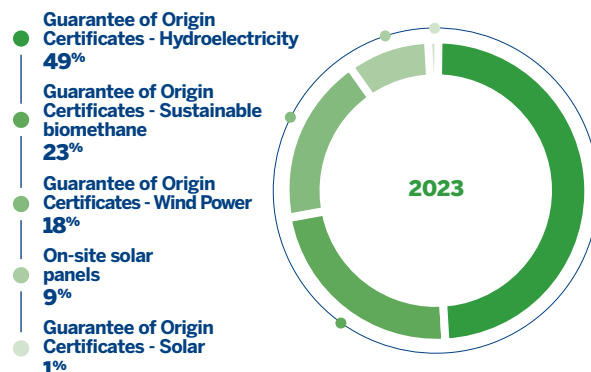 Guarantee of Origin
Certificates - Hydroelectricity
49%
Guarantee of Origin
Certificates - Sustainable
biomethane
23%
Guarantee of Origin
Certificates - Wind Power
18%
On-site solar
panels
9%
Guarantee of Origin
Certificates - Solar
1%
2023